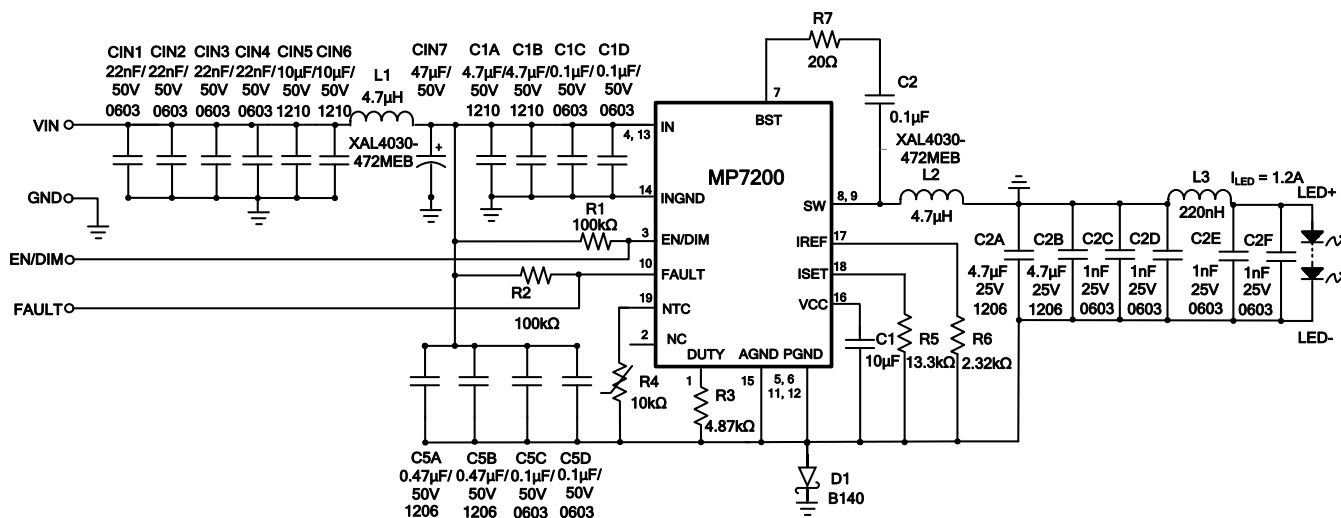 CIN1
22nF/
50V
0603
CIN2
22nF/
50V
0603
CIN3
22nF/
50V
0603
CIN4
22nF/
50V
0603
CIN5
10µF/
50V
1210
CIN6
10µF/
50V
1210
L1
4.7µH
XAL4030-
472MEB
CIN7
47µF/
50V
+
C1A
4.7µF/
50V
1210
C1B
4.7µF/
50V
1210
C1C
0.1µF/
50V
0603
C1D
0.1µF/
50V
0603
R7
20Ω
C2
0.1µF
XAL4030-
472MEB
L2
4.7µH
VIN
GND
EN/DIM
FAULT
R1
100kΩ
R2
100kΩ
MP7200
7
BST
4, 13
IN
14
INGND
3
EN/DIM
10
FAULT
19
NTC
2
NC
DUTY
1
AGND
15
PGND
5, 6
11, 12
SW
8, 9
IREF
17
ISET
18
VCC
16
R4
10kΩ
R3
4.87kΩ
C1
10µF
R5
13.3kΩ
R6
2.32kΩ
L3
220nH
ILED = 1.2A
LED+
LED-
C2A
4.7µF
25V
1206
C2B
4.7µF
25V
1206
C2C
1nF
25V
0603
C2D
1nF
25V
0603
C2E
1nF
25V
0603
C2F
1nF
25V
0603
C5A
0.47µF/
50V
1206
C5B
0.47µF/
50V
1206
C5C
0.1µF/
50V
0603
C5D
0.1µF/
50V
0603
D1
B140